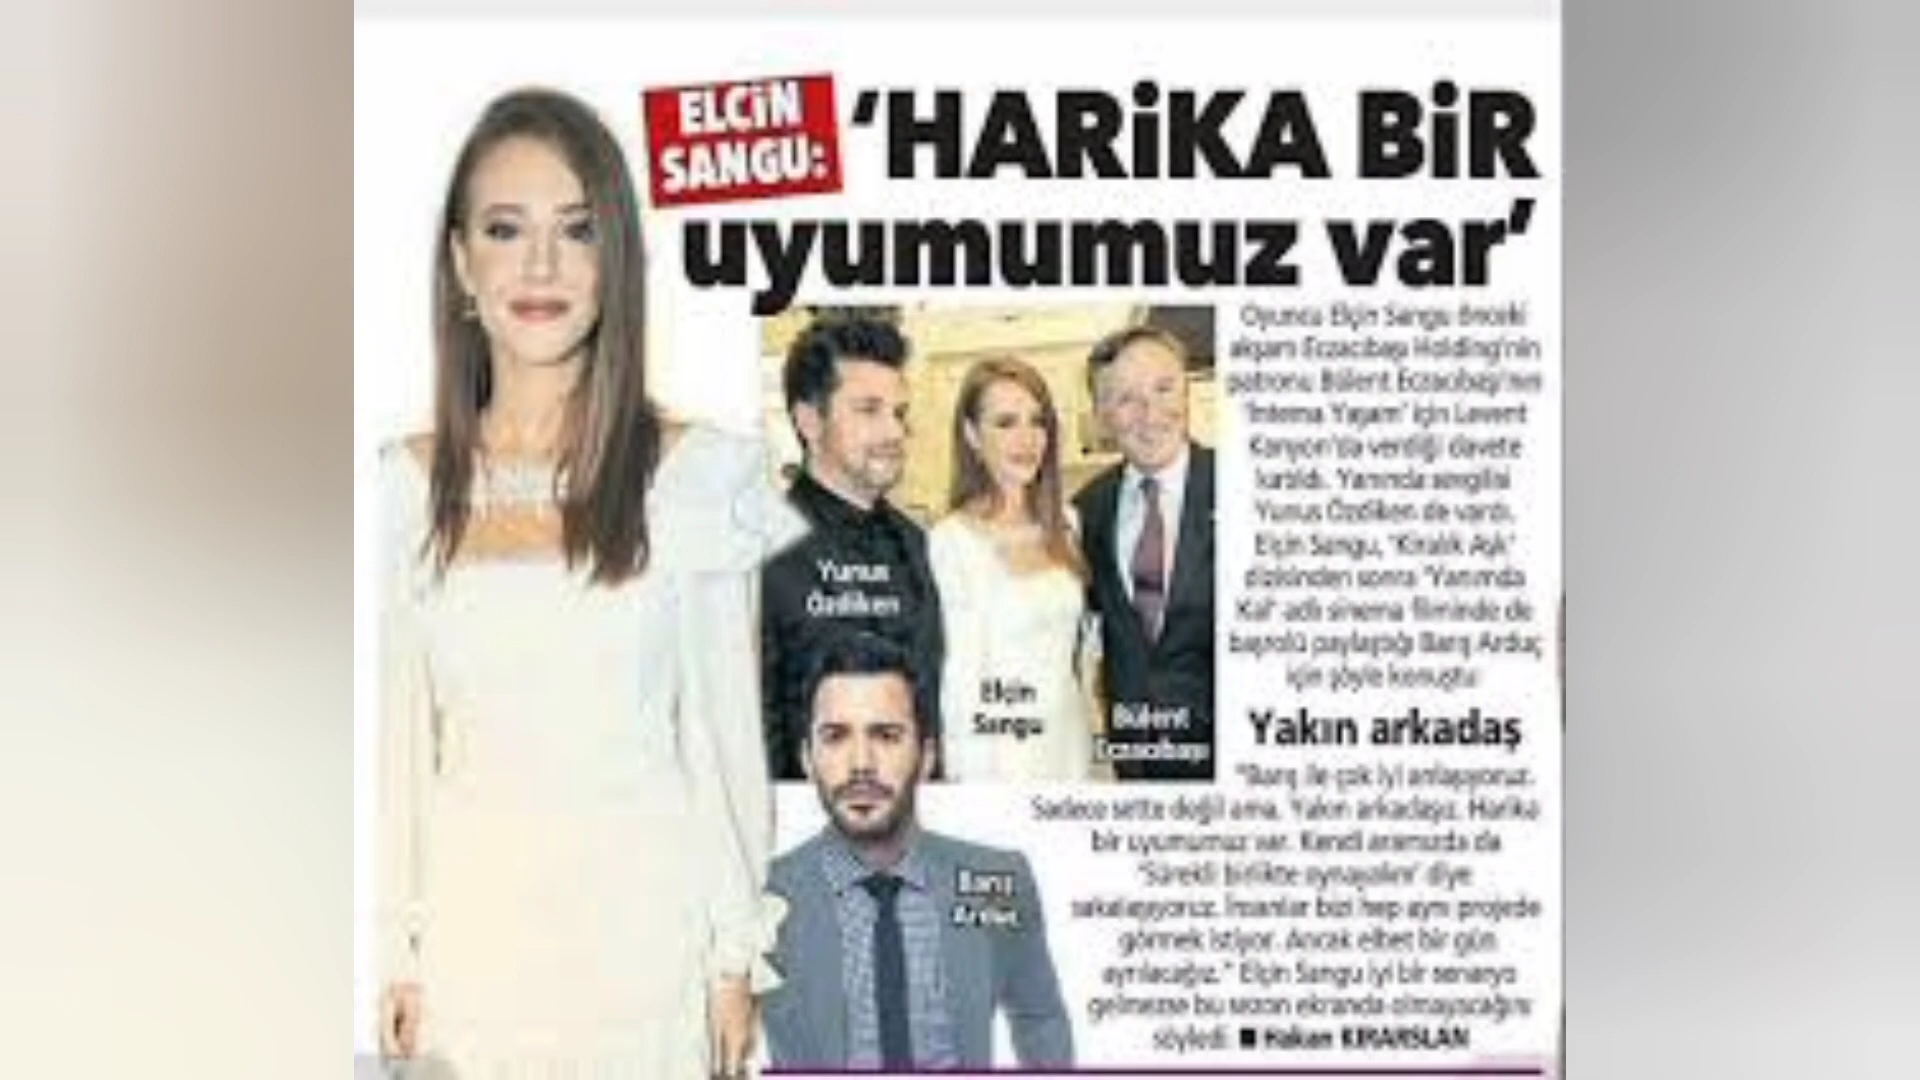 ELÇİN
SANGU:
'HARİKA BİR
uyumumuz var'
Oyuncu Elçin Sangu önceki
akşam Eczacıbaşı Holding'nin
patronu Bülent Eczacıbaşı'nın
'İntema Yaşam' için Levent
Kanyon'da verdiği davete
katıldı. Yanında sevgilisi
Yunus Özdiken de vardı.
Elçin Sangu, "Kiralık Aşk"
dizisinden sonra "Yanımda
Kal" adlı sinema filminde de
başrolü paylaştığı Barış Arduç
için şöyle konuştu:
Yunus
Özdiken
Elçin
Sangu
Bülent
Eczacıbaşı
Barış
Arduç
Yakın arkadaş
"Barış ile çok iyi anlaşıyoruz.
Sadece sette değil ama. Yakın arkadaşız. Harika
bir uyumumuz var. Kendi aramızda da
'Sürekli birlikte oynayalım' diye
şakalaşıyoruz. İnsanlar bizi hep aynı projede
görmek istiyor. Ancak elbet bir gün
ayrılacağız." Elçin Sangu iyi bir senaryo
gelmezse bu sezon ekranda olmayacağını
söyledi. ■ Hakan KIRARSLAN